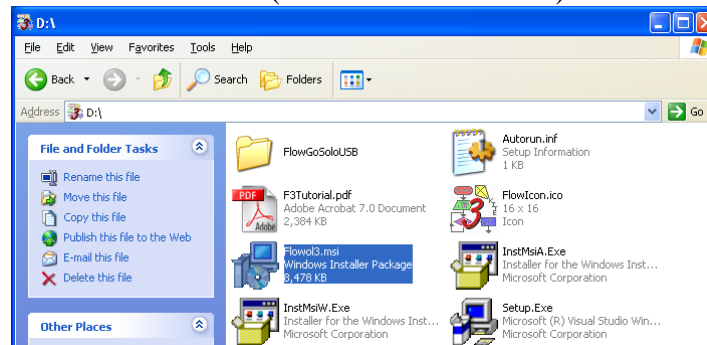 D:\
File Edit View Favorites Tools Help
Back Search Folders
Address D:\ Go
File and Folder Tasks
Rename this file
Move this file
Copy this file
Publish this file to the Web
E-mail this file
Delete this file
Other Places
FlowGoSoloUSB
Autorun.inf
Setup Information
1 KB
PDF
Adobe
F3Tutorial.pdf
Adobe Acrobat 7.0 Document
2,384 KB
3
FlowIcon.ico
16 x 16
Icon
Flowol3.msi
Windows Installer Package
8,478 KB
InstMsiA.Exe
Installer for the Windows Inst...
Microsoft Corporation
InstMsiW.Exe
Installer for the Windows Inst...
Microsoft Corporation
Setup.Exe
Microsoft (R) Visual Studio Win...
Microsoft Corporation